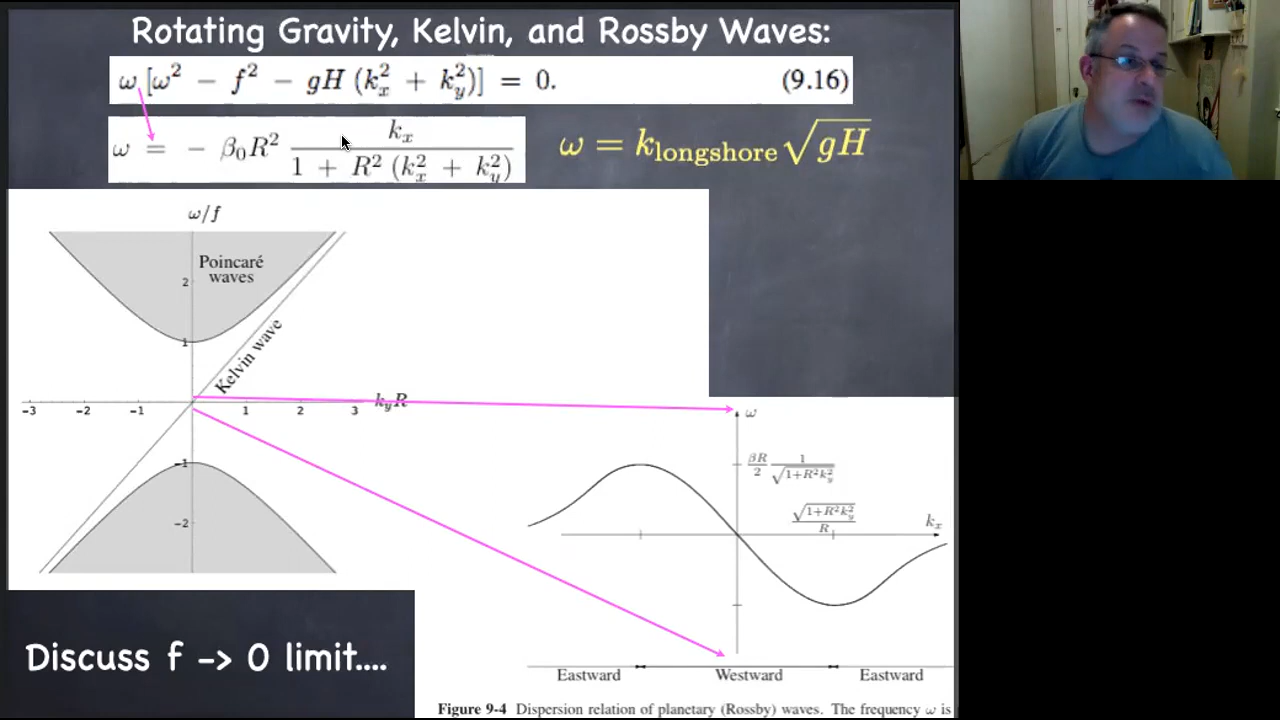 Rotating Gravity, Kelvin, and Rossby Waves:
ω [ω² − f² − gH (k_x² + k_y²)] = 0. (9.16)
ω = − β₀R² k_x / (1 + R² (k_x² + k_y²))
ω = k_longshore √(gH)
ω/f
Poincaré
waves
2
1
Kelvin wave
−3 −2 −1 1 2 3 k_yR
−1
−2
ω
βR/2 1/√(1+R²k_y²)
√(1+R²k_y²)/R
k_x
Discuss f -> 0 limit....
Eastward Westward Eastward
Figure 9-4 Dispersion relation of planetary (Rossby) waves. The frequency ω is